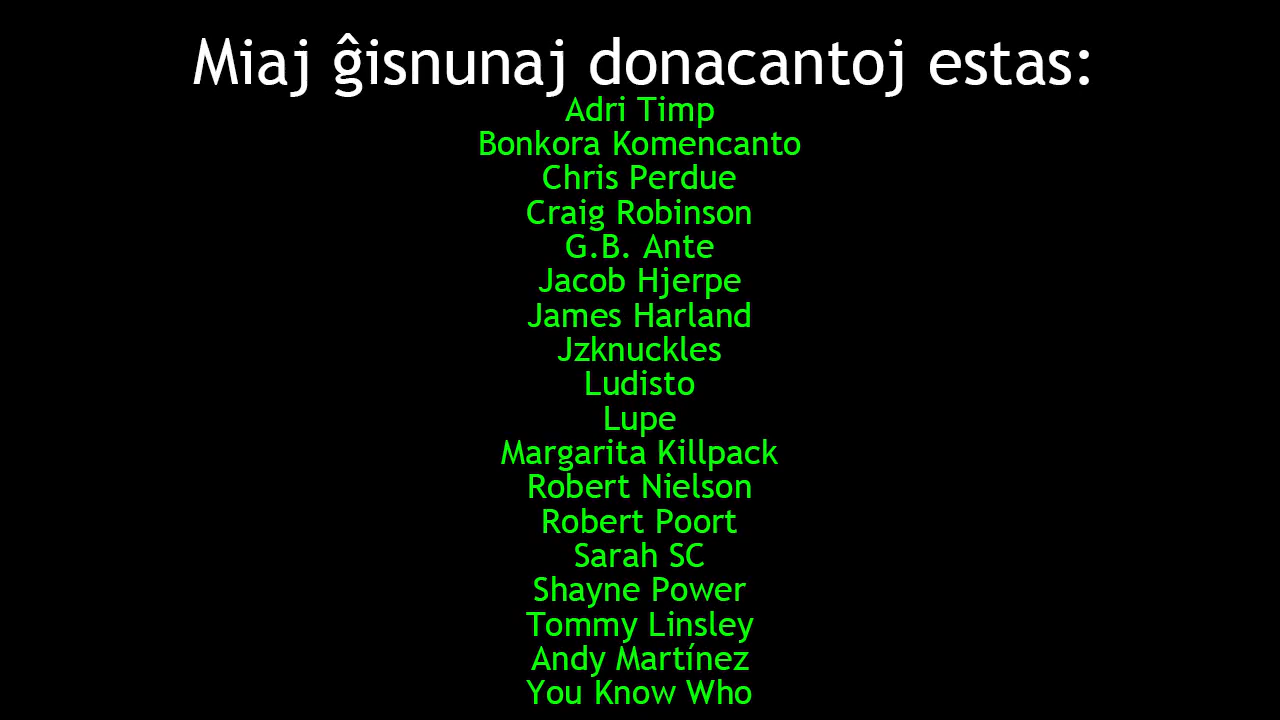 Miaj ĝisnunaj donacantoj estas:
Adri Timp
Bonkora Komencanto
Chris Perdue
Craig Robinson
G.B. Ante
Jacob Hjerpe
James Harland
Jzknuckles
Ludisto
Lupe
Margarita Killpack
Robert Nielson
Robert Poort
Sarah SC
Shayne Power
Tommy Linsley
Andy Martínez
You Know Who